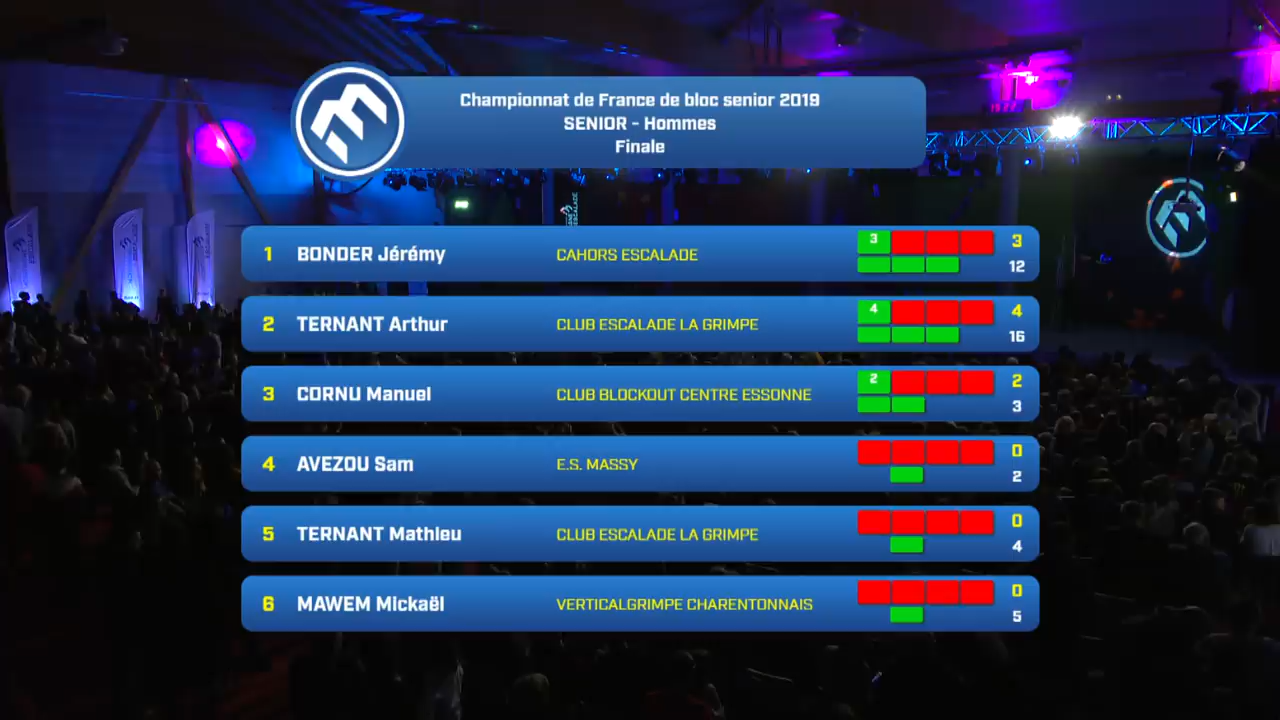 Championnat de France de bloc senior 2019
SENIOR - Hommes
Finale
1 BONDER Jérémy CAHORS ESCALADE 3 3
12
2 TERNANT Arthur CLUB ESCALADE LA GRIMPE 4 4
16
3 CORNU Manuel CLUB BLOCKOUT CENTRE ESSONNE 2 2
3
4 AVEZOU Sam E.S. MASSY 0
2
5 TERNANT Mathieu CLUB ESCALADE LA GRIMPE 0
4
6 MAWEM Mickaël VERTICALGRIMPE CHARENTONNAIS 0
5